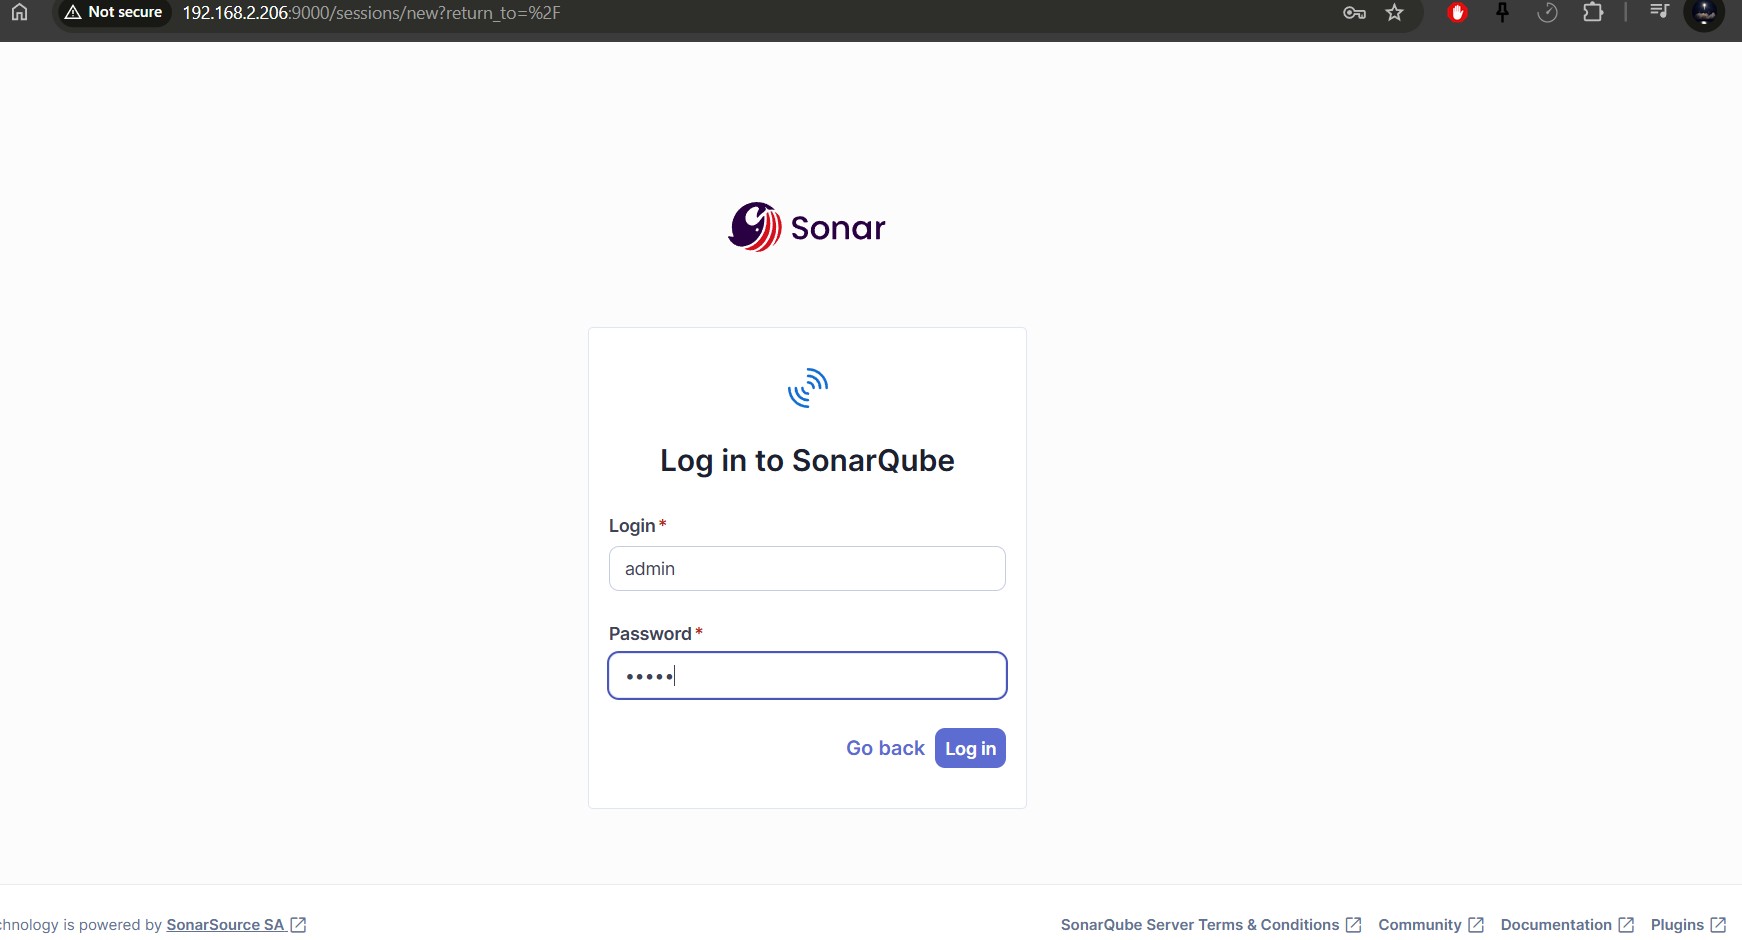 Not secure 192.168.2.206:9000/sessions/new?return_to=%2F
Sonar
Log in to SonarQube
Login*
admin
Password*
•••••
Go back Log in
chnology is powered by SonarSource SA SonarQube Server Terms & Conditions Community Documentation Plugins